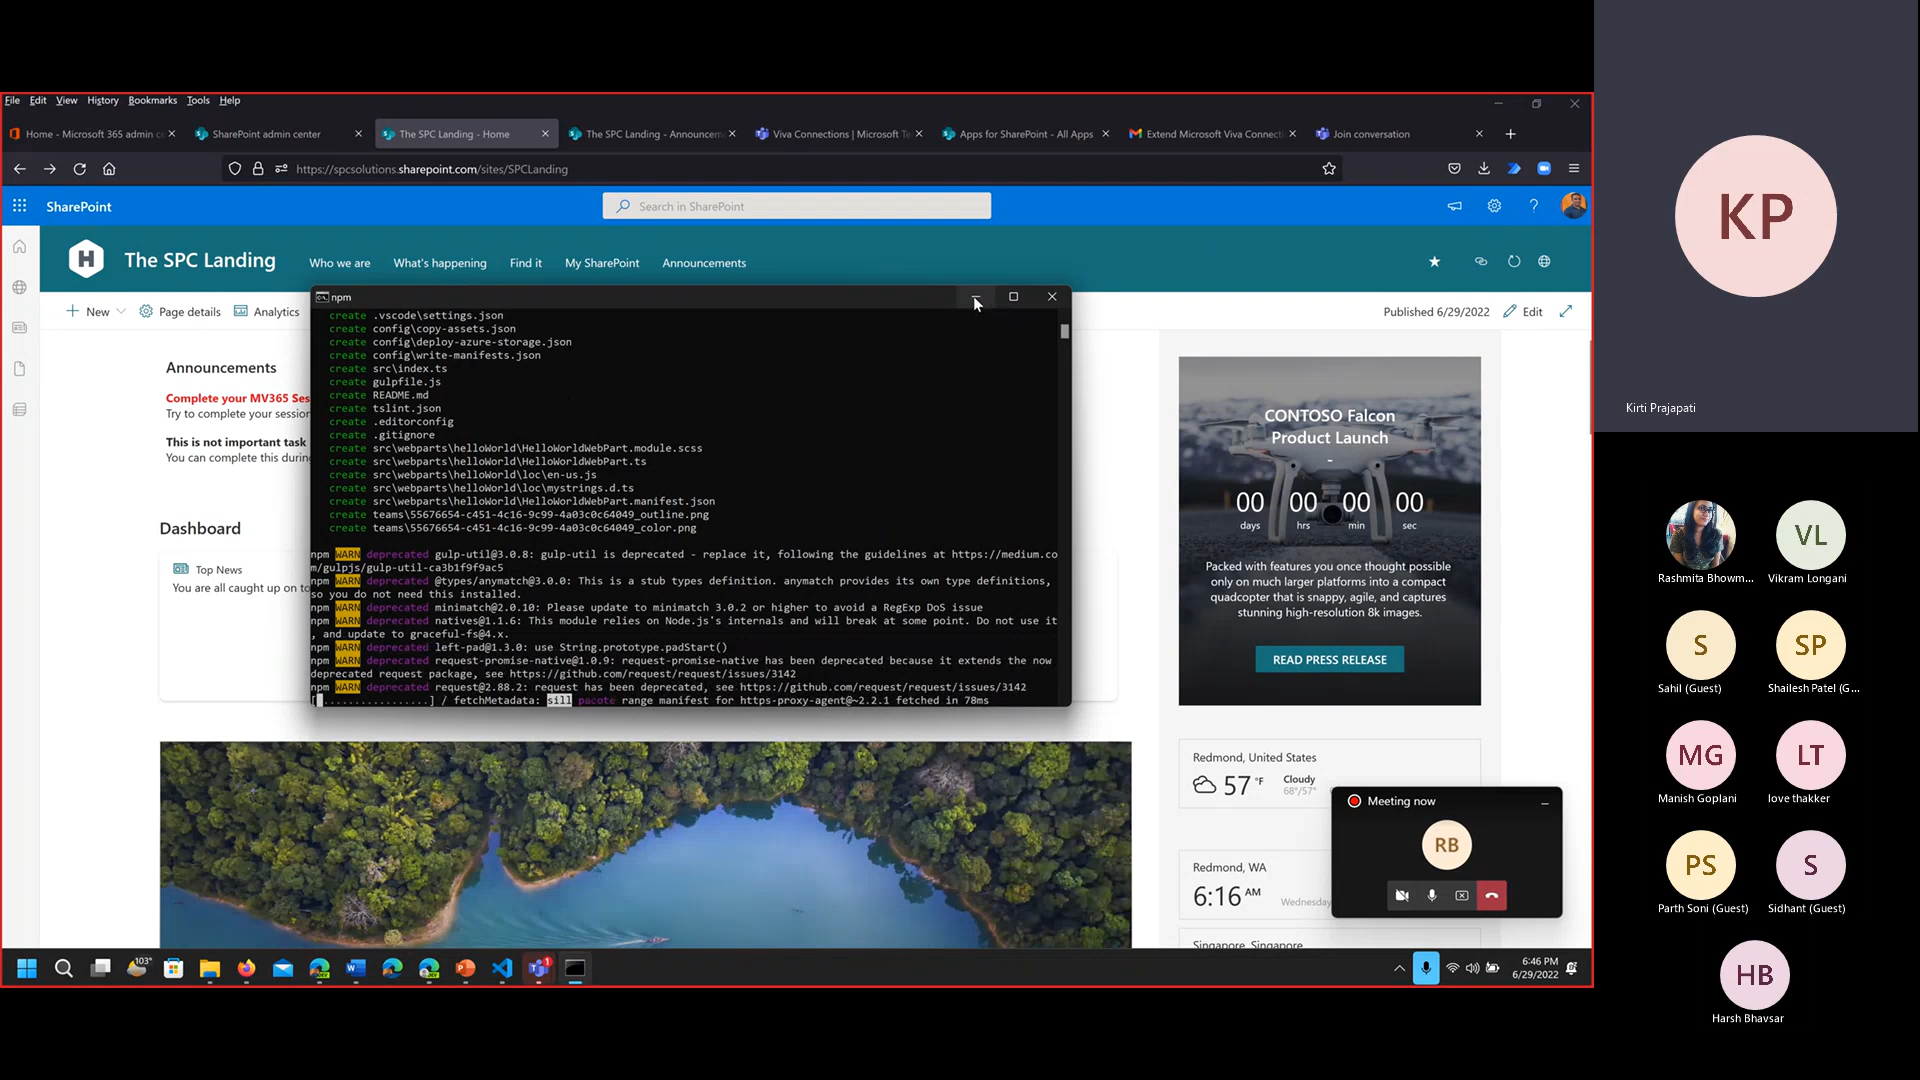 File Edit View History Bookmarks Tools Help
Home - Microsoft 365 admin ce
SharePoint admin center
The SPC Landing - Home
The SPC Landing - Announcem
Viva Connections | Microsoft Te
Apps for SharePoint - All Apps
Extend Microsoft Viva Connecti
Join conversation
https://spcsolutions.sharepoint.com/sites/SPCLanding
SharePoint
Search in SharePoint
H
The SPC Landing
Who we are
What's happening
Find it
My SharePoint
Announcements
New
Page details
Analytics
Published 6/29/2022
Edit
Announcements
Complete your MV365 Ses
Try to complete your session
This is not important task
You can complete this during
Dashboard
Top News
You are all caught up on to
npm
create .vscode\settings.json
create config\copy-assets.json
create config\deploy-azure-storage.json
create config\write-manifests.json
create src\index.ts
create gulpfile.js
create README.md
create tslint.json
create .editorconfig
create .gitignore
create src\webparts\helloWorld\HelloWorldWebPart.module.scss
create src\webparts\helloWorld\HelloWorldWebPart.ts
create src\webparts\helloWorld\loc\en-us.js
create src\webparts\helloWorld\loc\mystrings.d.ts
create src\webparts\helloWorld\HelloWorldWebPart.manifest.json
create teams\55676654-c451-4c16-9c99-4a03c0c64049_outline.png
create teams\55676654-c451-4c16-9c99-4a03c0c64049_color.png
npm WARN deprecated gulp-util@3.0.8: gulp-util is deprecated - replace it, following the guidelines at https://medium.co
m/gulpjs/gulp-util-ca3b1f9f9ac5
npm WARN deprecated @types/anymatch@3.0.0: This is a stub types definition. anymatch provides its own type definitions,
so you do not need this installed.
npm WARN deprecated minimatch@2.0.10: Please update to minimatch 3.0.2 or higher to avoid a RegExp DoS issue
npm WARN deprecated natives@1.1.6: This module relies on Node.js's internals and will break at some point. Do not use it
, and update to graceful-fs@4.x.
npm WARN deprecated left-pad@1.3.0: use String.prototype.padStart()
npm WARN deprecated request-promise-native@1.0.9: request-promise-native has been deprecated because it extends the now
deprecated request package, see https://github.com/request/request/issues/3142
npm WARN deprecated request@2.88.2: request has been deprecated, see https://github.com/request/request/issues/3142
[ .................] / fetchMetadata: sill pacote range manifest for https-proxy-agent@~2.2.1 fetched in 78ms
CONTOSO Falcon
Product Launch
-
00 00 00 00
days hrs min sec
Packed with features you once thought possible
only on much larger platforms into a compact
quadcopter that is snappy, agile, and captures
stunning high-resolution 8k images.
READ PRESS RELEASE
Redmond, United States
57 °F
Cloudy
68°/57°
Redmond, WA
6:16 AM
Wednesday
Singapore, Singapore
Meeting now
RB
103°
1
6:46 PM
6/29/2022
KP
Kirti Prajapati
VL
Rashmita Bhowm...
Vikram Longani
S
SP
Sahil (Guest)
Shailesh Patel (G...
MG
LT
Manish Goplani
love thakker
PS
S
Parth Soni (Guest)
Sidhant (Guest)
HB
Harsh Bhavsar